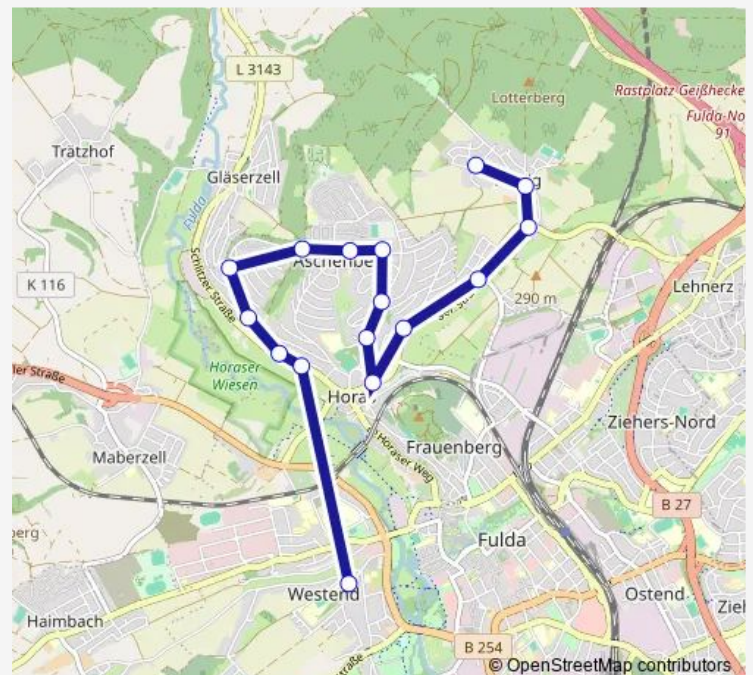 L 3143
Lotterberg
Rastplatz Geißhecke
Fulda-No
91
Trätzhof
Gläserzell
Fulda
Schlitzer Straße
K 116
290 m
Lehnerz
Horaser
Wiesen
Horas
Ziehers-Nord
Maberzell
Horaser Weg
Frauenberg
B 27
Fulda
Westend
Ostend
Haimbach
B 254
© OpenStreetMap contributors